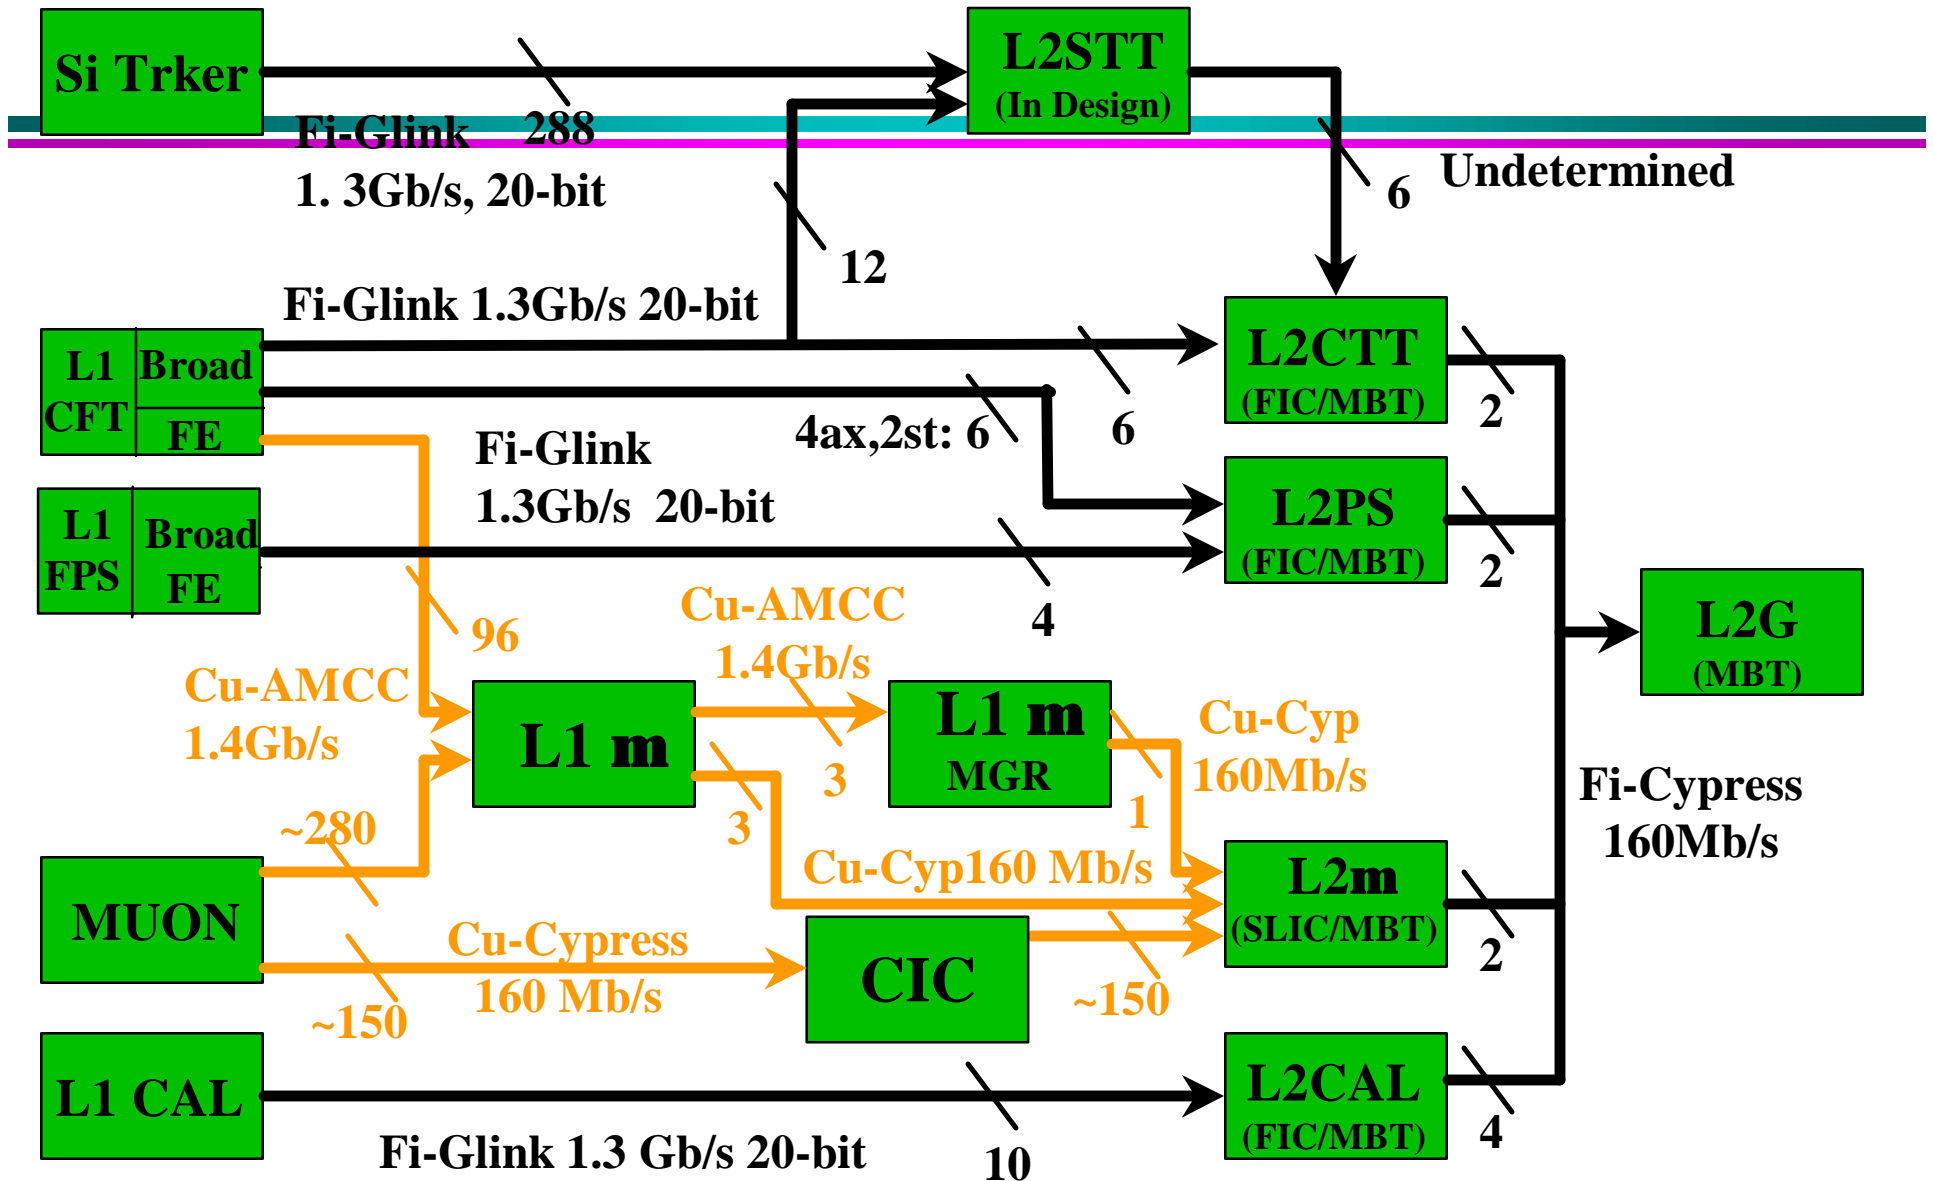 Si Trker
L2STT
(In Design)
Fi-Glink
288
1. 3Gb/s, 20-bit
6
Undetermined
12
Fi-Glink 1.3Gb/s 20-bit
L1
CFT
Broad
FE
L2CTT
(FIC/MBT)
2
4ax,2st: 6
6
Fi-Glink
1.3Gb/s 20-bit
L1
FPS
Broad
FE
L2PS
(FIC/MBT)
2
4
96
Cu-AMCC
1.4Gb/s
L2G
(MBT)
Cu-AMCC
1.4Gb/s
L1 m
3
3
L1 m
MGR
1
Cu-Cyp
160Mb/s
Fi-Cypress
160Mb/s
~280
Cu-Cyp160 Mb/s
MUON
L2m
(SLIC/MBT)
2
Cu-Cypress
160 Mb/s
~150
CIC
~150
L1 CAL
L2CAL
(FIC/MBT)
4
Fi-Glink 1.3 Gb/s 20-bit
10